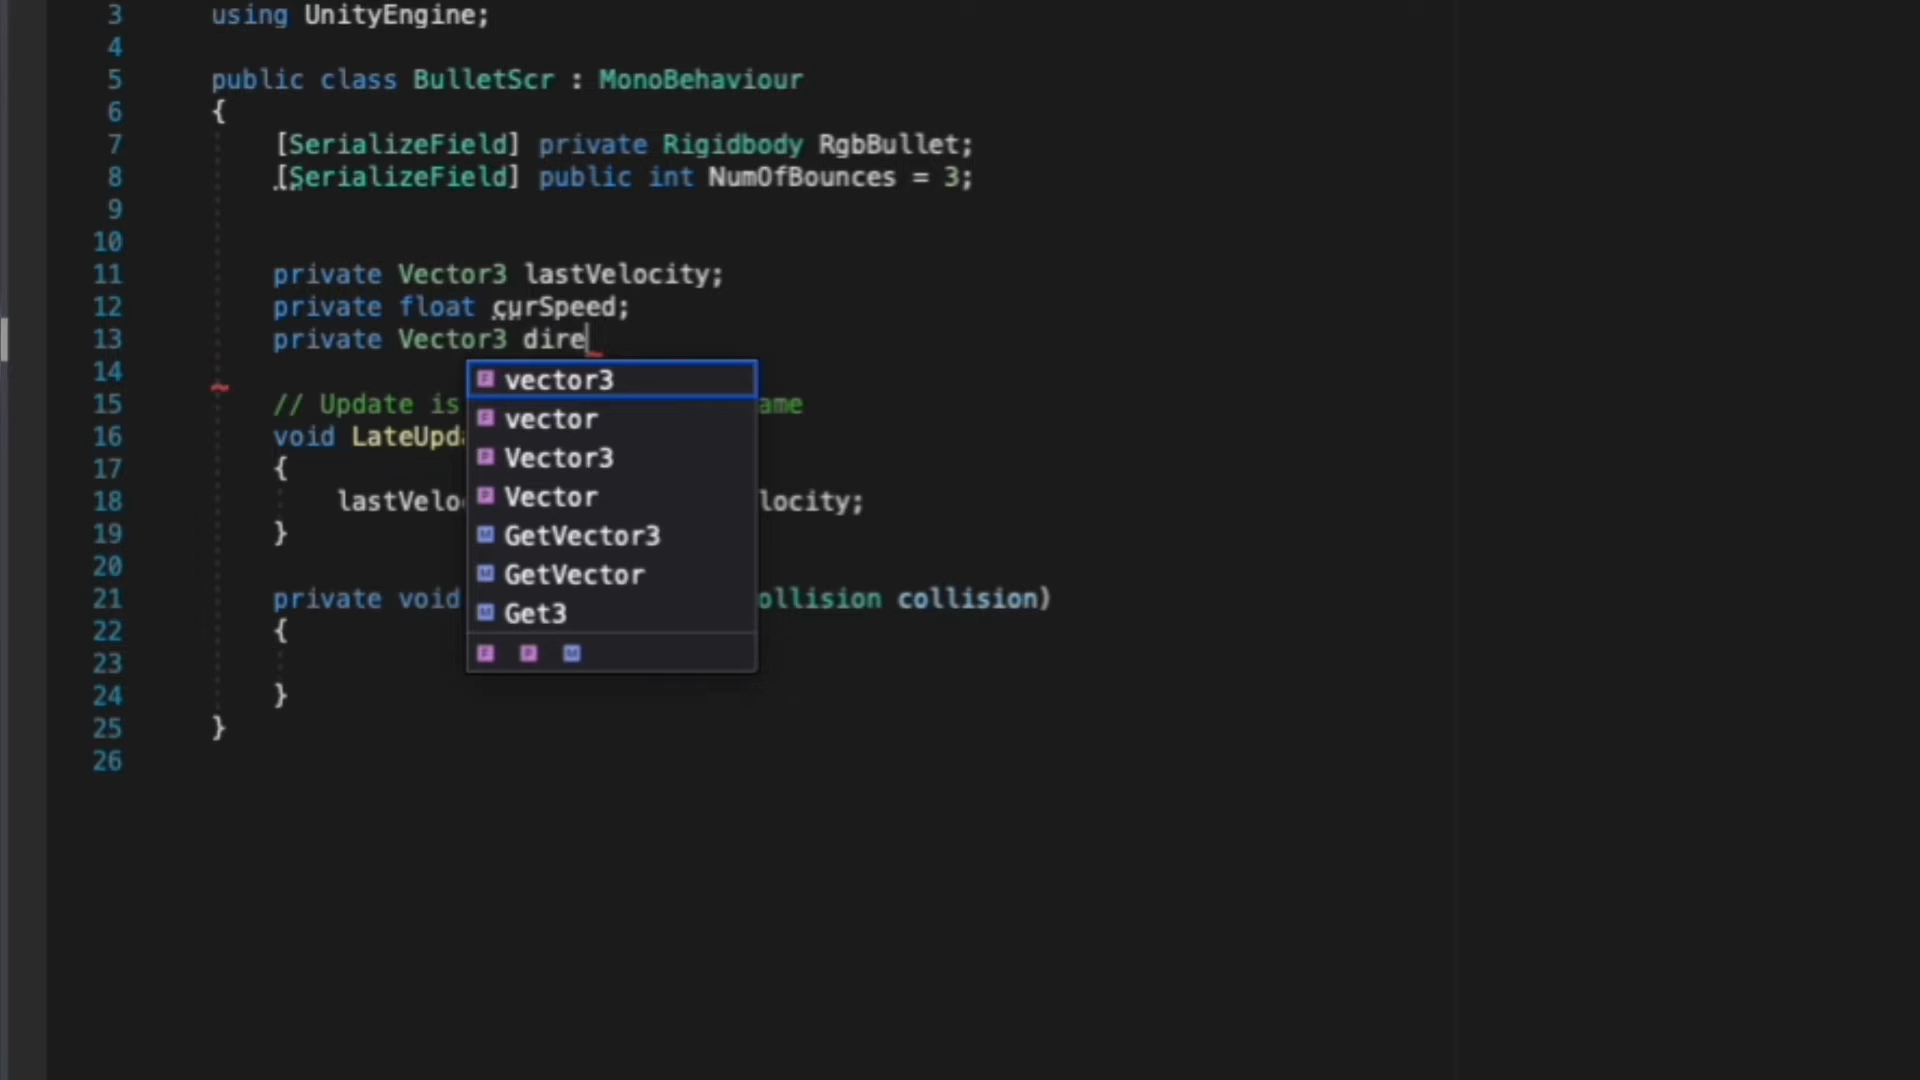 3 using UnityEngine;
4
5 public class BulletScr : MonoBehaviour
6 {
7 [SerializeField] private Rigidbody RgbBullet;
8 [SerializeField] public int NumOfBounces = 3;
9
10
11 private Vector3 lastVelocity;
12 private float curSpeed;
13 private Vector3 dire
14
vector3
15 // Update is ame
vector
16 void LateUpda
Vector3
17 {
Vector
18 lastVelo locity;
19 }
GetVector3
20
GetVector
21 private void ollision collision)
Get3
22 {
23
24 }
25 }
26